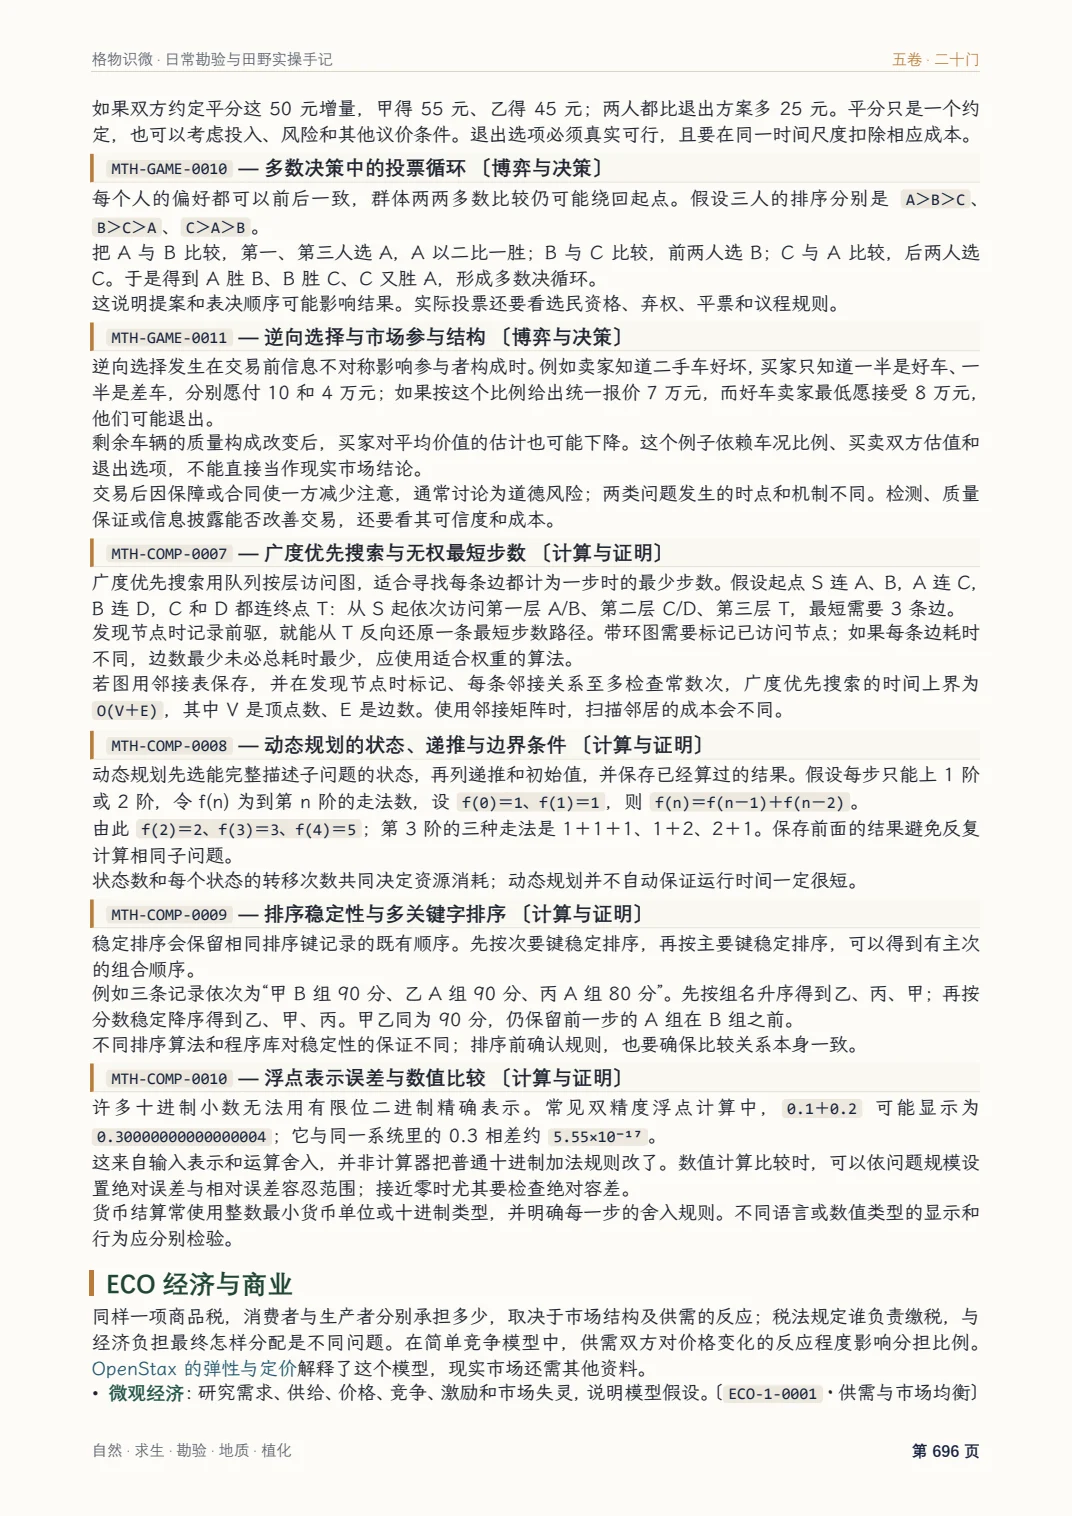 格物识微 · 日常勘验与田野实操手记
五卷 · 二十门
如果双方约定平分这 50 元增量，甲得 55 元、乙得 45 元；两人都比退出方案多 25 元。平分只是一个约
定，也可以考虑投入、风险和其他议价条件。退出选项必须真实可行，且要在同一时间尺度扣除相应成本。
MTH-GAME-0010 — 多数决策中的投票循环 〔博弈与决策〕
每个人的偏好都可以前后一致，群体两两多数比较仍可能绕回起点。假设三人的排序分别是 A>B>C、
B>C>A、C>A>B。
把 A 与 B 比较，第一、第三人选 A，A 以二比一胜；B 与 C 比较，前两人选 B；C 与 A 比较，后两人选
C。于是得到 A 胜 B、B 胜 C、C 又胜 A，形成多数决循环。
这说明提案和表决顺序可能影响结果。实际投票还要看选民资格、弃权、平票和议程规则。
MTH-GAME-0011 — 逆向选择与市场参与结构 〔博弈与决策〕
逆向选择发生在交易前信息不对称影响参与者构成时。例如卖家知道二手车好坏，买家只知道一半是好车、一
半是差车，分别愿付 10 和 4 万元；如果按这个比例给出统一报价 7 万元，而好车卖家最低愿接受 8 万元，
他们可能退出。
剩余车辆的质量构成改变后，买家对平均价值的估计也可能下降。这个例子依赖车况比例、买卖双方估值和
退出选项，不能直接当作现实市场结论。
交易后因保障或合同使一方减少注意，通常讨论为道德风险；两类问题发生的时点和机制不同。检测、质量
保证或信息披露能否改善交易，还要看其可信度和成本。
MTH-COMP-0007 — 广度优先搜索与无权最短步数 〔计算与证明〕
广度优先搜索用队列按层访问图，适合寻找每条边都计为一步时的最少步数。假设起点 S 连 A、B，A 连 C，
B 连 D，C 和 D 都连终点 T：从 S 起依次访问第一层 A/B、第二层 C/D、第三层 T，最短需要 3 条边。
发现节点时记录前驱，就能从 T 反向还原一条最短步数路径。带环图需要标记已访问节点；如果每条边耗时
不同，边数最少未必总耗时最少，应使用适合权重的算法。
若图用邻接表保存，并在发现节点时标记、每条邻接关系至多检查常数次，广度优先搜索的时间上界为
O(V+E)，其中 V 是顶点数、E 是边数。使用邻接矩阵时，扫描邻居的成本会不同。
MTH-COMP-0008 — 动态规划的状态、递推与边界条件 〔计算与证明〕
动态规划先选能完整描述子问题的状态，再列递推和初始值，并保存已经算过的结果。假设每步只能上 1 阶
或 2 阶，令 f(n) 为到第 n 阶的走法数，设 f(0)=1、f(1)=1，则 f(n)=f(n−1)+f(n−2)。
由此 f(2)=2、f(3)=3、f(4)=5；第 3 阶的三种走法是 1+1+1、1+2、2+1。保存前面的结果避免反复
计算相同子问题。
状态数和每个状态的转移次数共同决定资源消耗；动态规划并不自动保证运行时间一定很短。
MTH-COMP-0009 — 排序稳定性与多关键字排序 〔计算与证明〕
稳定排序会保留相同排序键记录的既有顺序。先按次要键稳定排序，再按主要键稳定排序，可以得到有主次
的组合顺序。
例如三条记录依次为“甲 B 组 90 分、乙 A 组 90 分、丙 A 组 80 分”。先按组名升序得到乙、丙、甲；再按
分数稳定降序得到乙、甲、丙。甲乙同为 90 分，仍保留前一步的 A 组在 B 组之前。
不同排序算法和程序库对稳定性的保证不同；排序前确认规则，也要确保比较关系本身一致。
MTH-COMP-0010 — 浮点表示误差与数值比较 〔计算与证明〕
许多十进制小数无法用有限位二进制精确表示。常见双精度浮点计算中，0.1+0.2 可能显示为
0.30000000000000004；它与同一系统里的 0.3 相差约 5.55×10⁻¹⁷。
这来自输入表示和运算舍入，并非计算器把普通十进制加法规则改了。数值计算比较时，可以依问题规模设
置绝对误差与相对误差容忍范围；接近零时尤其要检查绝对容差。
货币结算常使用整数最小货币单位或十进制类型，并明确每一步的舍入规则。不同语言或数值类型的显示和
行为应分别检验。
ECO 经济与商业
同样一项商品税，消费者与生产者分别承担多少，取决于市场结构及供需的反应；税法规定谁负责缴税，与
经济负担最终怎样分配是不同问题。在简单竞争模型中，供需双方对价格变化的反应程度影响分担比例。
OpenStax 的弹性与定价解释了这个模型，现实市场还需其他资料。
• 微观经济：研究需求、供给、价格、竞争、激励和市场失灵，说明模型假设。〔ECO-1-0001 · 供需与市场均衡〕
自然 · 求生 · 勘验 · 地质 · 植化
第 696 页